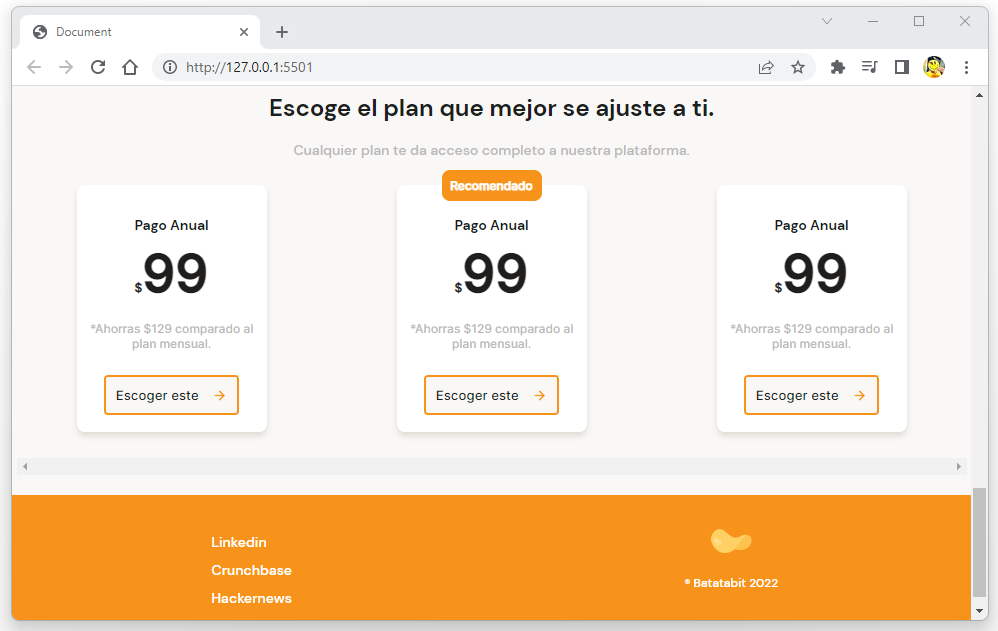 Document
http://127.0.0.1:5501
Escoge el plan que mejor se ajuste a ti.
Cualquier plan te da acceso completo a nuestra plataforma.
Pago Anual
$99
*Ahorras $129 comparado al
plan mensual.
Escoger este
Recomendado
Pago Anual
$99
*Ahorras $129 comparado al
plan mensual.
Escoger este
Pago Anual
$99
*Ahorras $129 comparado al
plan mensual.
Escoger este
Linkedin
Crunchbase
Hackernews
® Batatabit 2022